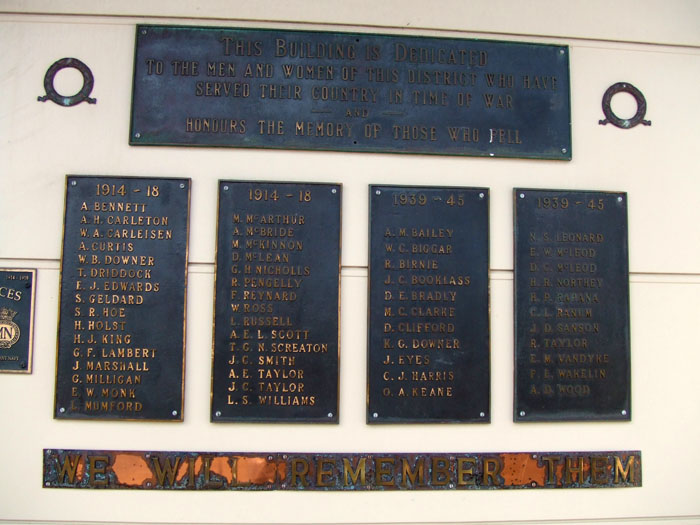 THIS BUILDING IS DEDICATED
TO THE MEN AND WOMEN OF THIS DISTRICT WHO HAVE
SERVED THEIR COUNTRY IN TIME OF WAR
— AND —
HONOURS THE MEMORY OF THOSE WHO FELL
1914 - 18
A. BENNETT
A. H. CARLETON
W. A. CARLEISEN
A. CURTIS
W. B. DOWNER
T. DRIDDOCK
E. J. EDWARDS
S. GELDARD
S. R. HOE
H. HOLST
H. J. KING
G. F. LAMBERT
J. MARSHALL
G. MILLIGAN
E. W. MONK
L. MUMFORD
1914 - 18
M. MCARTHUR
A. MCBRIDE
M. MCKINNON
D. MCLEAN
G. H. NICHOLLS
R. PENGELLY
F. REYNARD
W. ROSS
L. RUSSELL
A. E. L. SCOTT
T. G. N. SCREATON
J. C. SMITH
A. E. TAYLOR
J. C. TAYLOR
L. S. WILLIAMS
1939 - 45
A. M. BAILEY
W. C. BIGGAR
R. BIRNIE
J. C. BOOKLASS
D. E. BRADLY
M. C. CLARKE
D. CLIFFORD
K. G. DOWNER
J. EYES
C. J. HARRIS
G. A. KEANE
1939 - 45
N. S. LEONARD
E. W. MCLEOD
D. C. MCLEOD
H. R. NORTHEY
C. L. RANUM
J. D. SANSON
R. TAYLOR
E. M. VANDYKE
F. E. WAKELIN
A. D. WOOD
WE WILL REMEMBER THEM